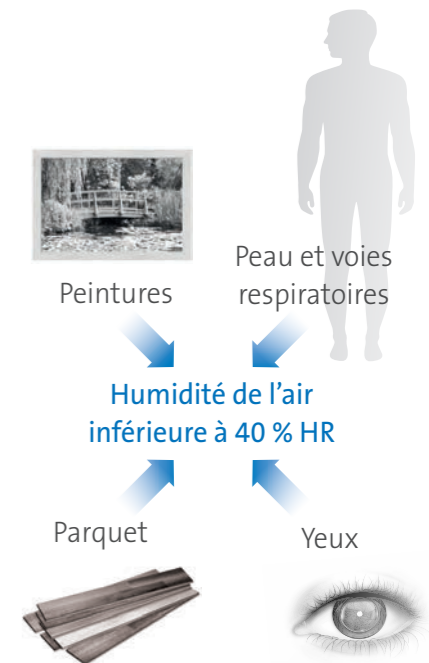 Peintures
Peau et voies
respiratoires
Humidité de l’air
inférieure à 40 % HR
Parquet
Yeux